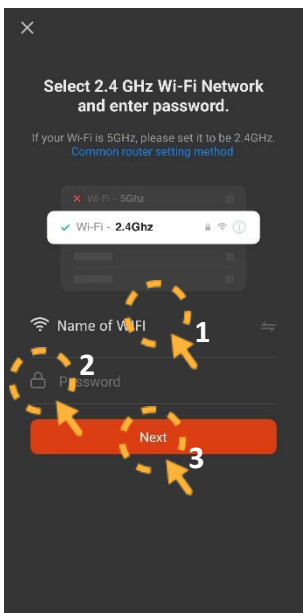 Select 2.4 GHz Wi-Fi Network
and enter password.
If your Wi-Fi is 5GHz, please set it to be 2.4GHz.
Common router setting method
Wi-Fi - 5Ghz
Wi-Fi - 2.4Ghz
Name of WIFI
1
2
Password
Next
3